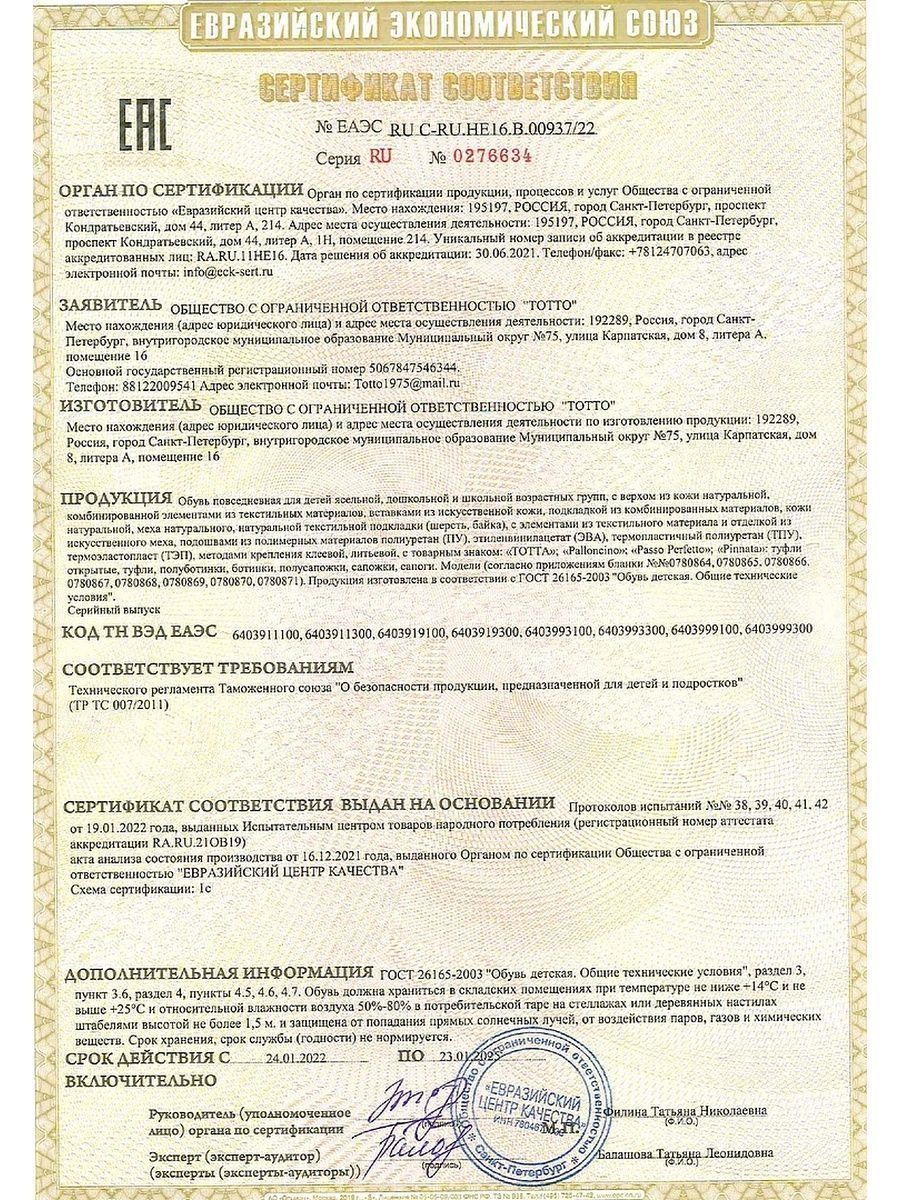 ЕВРАЗИЙСКИЙ ЭКОНОМИЧЕСКИЙ СОЮЗ
СЕРТИФИКАТ СООТВЕТСТВИЯ
ЕАС
№ ЕАЭС RU C-RU.НЕ16.В.00937/22
Серия RU № 0276634
ОРГАН ПО СЕРТИФИКАЦИИ Орган по сертификации продукции, процессов и услуг Общества с ограниченной
ответственностью «Евразийский центр качества». Место нахождения: 195197, РОССИЯ, город Санкт-Петербург, проспект
Кондратьевский, дом 44, литер А, 214. Адрес места осуществления деятельности: 195197, РОССИЯ, город Санкт-Петербург,
проспект Кондратьевский, дом 44, литер А, 1Н, помещение 214. Уникальный номер записи об аккредитации в реестре
аккредитованных лиц: RA.RU.11НЕ16. Дата решения об аккредитации: 30.06.2021. Телефон/факс: +78124707063, адрес
электронной почты: info@eck-sert.ru
ЗАЯВИТЕЛЬ ОБЩЕСТВО С ОГРАНИЧЕННОЙ ОТВЕТСТВЕННОСТЬЮ "ТОТТО"
Место нахождения (адрес юридического лица) и адрес места осуществления деятельности: 192289, Россия, город Санкт-
Петербург, внутригородское муниципальное образование Муниципальный округ №75, улица Карпатская, дом 8, литера А,
помещение 16
Основной государственный регистрационный номер 5067847546344.
Телефон: 88122009541 Адрес электронной почты: Totto1975@mail.ru
ИЗГОТОВИТЕЛЬ ОБЩЕСТВО С ОГРАНИЧЕННОЙ ОТВЕТСТВЕННОСТЬЮ "ТОТТО"
Место нахождения (адрес юридического лица) и адрес места осуществления деятельности по изготовлению продукции: 192289,
Россия, город Санкт-Петербург, внутригородское муниципальное образование Муниципальный округ №75, улица Карпатская, дом
8, литера А, помещение 16
ПРОДУКЦИЯ Обувь повседневная для детей ясельной, дошкольной и школьной возрастных групп, с верхом из кожи натуральной,
комбинированной элементами из текстильных материалов, вставками из искусственной кожи, подкладкой из комбинированных материалов, кожи
натуральной, меха натурального, натуральной текстильной подкладки (шерсть, байка), с элементами из текстильного материала и отделкой из
искусственного меха, подошвами из полимерных материалов полиуретан (ПУ), этиленвинилацетат (ЭВА), термопластичный полиуретан (ТПУ),
термоэластопласт (ТЭП), методами крепления клеевой, литьевой, с товарным знаком: «ТОТТА»; «Palloncino»; «Passo Perfetto»; «Pinnata»: туфли
открытые, туфли, полуботинки, ботинки, полусапожки, сапожки, сапоги. Модели (согласно приложениям бланки №№0780864, 0780865, 0780866,
0780867, 0780868, 0780869, 0780870, 0780871). Продукция изготовлена в соответствии с ГОСТ 26165-2003 "Обувь детская. Общие технические
условия".
Серийный выпуск
КОД ТН ВЭД ЕАЭС 6403911100, 6403911300, 6403919100, 6403919300, 6403993100, 6403993300, 6403999100, 6403999300
СООТВЕТСТВУЕТ ТРЕБОВАНИЯМ
Технического регламента Таможенного союза "О безопасности продукции, предназначенной для детей и подростков"
(ТР ТС 007/2011)
СЕРТИФИКАТ СООТВЕТСТВИЯ ВЫДАН НА ОСНОВАНИИ Протоколов испытаний №№ 38, 39, 40, 41, 42
от 19.01.2022 года, выданных Испытательным центром товаров народного потребления (регистрационный номер аттестата
аккредитации RA.RU.21ОВ19)
акта анализа состояния производства от 16.12.2021 года, выданного Органом по сертификации Общества с ограниченной
ответственностью "ЕВРАЗИЙСКИЙ ЦЕНТР КАЧЕСТВА"
Схема сертификации: 1с
ДОПОЛНИТЕЛЬНАЯ ИНФОРМАЦИЯ ГОСТ 26165-2003 "Обувь детская. Общие технические условия", раздел 3,
пункт 3.6, раздел 4, пункты 4.5, 4.6, 4.7. Обувь должна храниться в складских помещениях при температуре не ниже +14°С и не
выше +25°С и относительной влажности воздуха 50%-80% в потребительской таре на стеллажах или деревянных настилах
штабелями высотой не более 1,5 м. и защищена от попадания прямых солнечных лучей, от воздействия паров, газов и химических
веществ. Срок хранения, срок службы (годности) не нормируется.
СРОК ДЕЙСТВИЯ С 24.01.2022 ПО 23.01.2025
ВКЛЮЧИТЕЛЬНО
Руководитель (уполномоченное
лицо) органа по сертификации
(подпись)
М.П.
Филина Татьяна Николаевна
(Ф.И.О.)
Эксперт (эксперт-аудитор)
(эксперты (эксперты-аудиторы))
(подпись)
Балашова Татьяна Леонидовна
(Ф.И.О.)
Общество с ограниченной ответственностью
«ЕВРАЗИЙСКИЙ
ЦЕНТР КАЧЕСТВА»
Санкт-Петербург